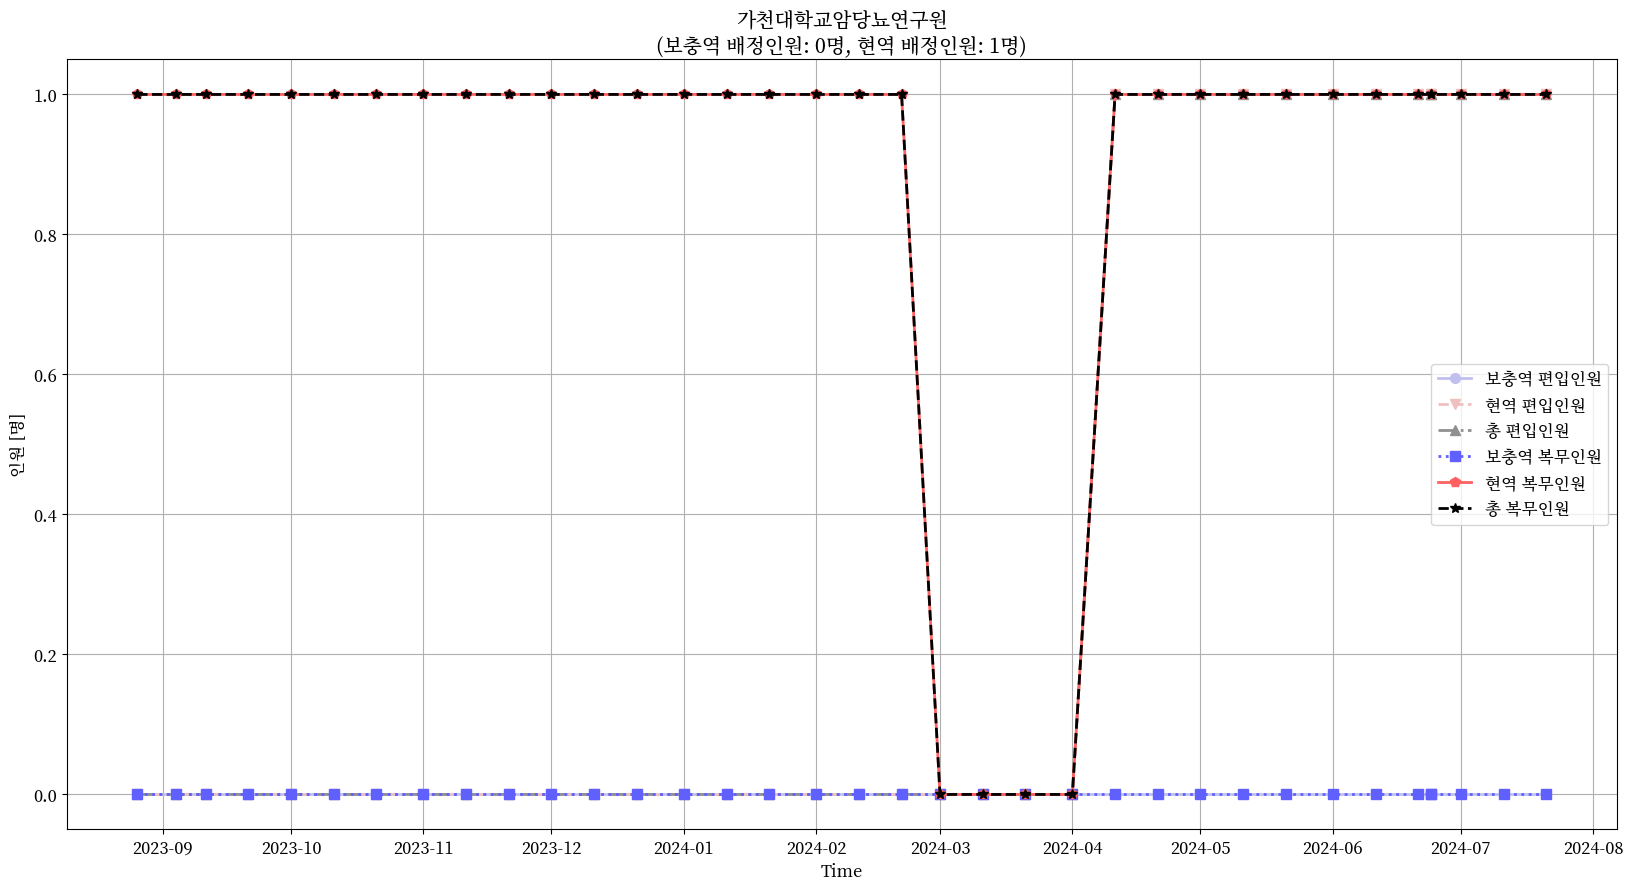 가천대학교암당뇨연구원
(보충역 배정인원: 0명, 현역 배정인원: 1명)
인원 [명]
1.0
0.8
0.6
0.4
0.2
0.0
보충역 편입인원
현역 편입인원
총 편입인원
보충역 복무인원
현역 복무인원
총 복무인원
2023-09 2023-10 2023-11 2023-12 2024-01 2024-02 2024-03 2024-04 2024-05 2024-06 2024-07 2024-08
Time